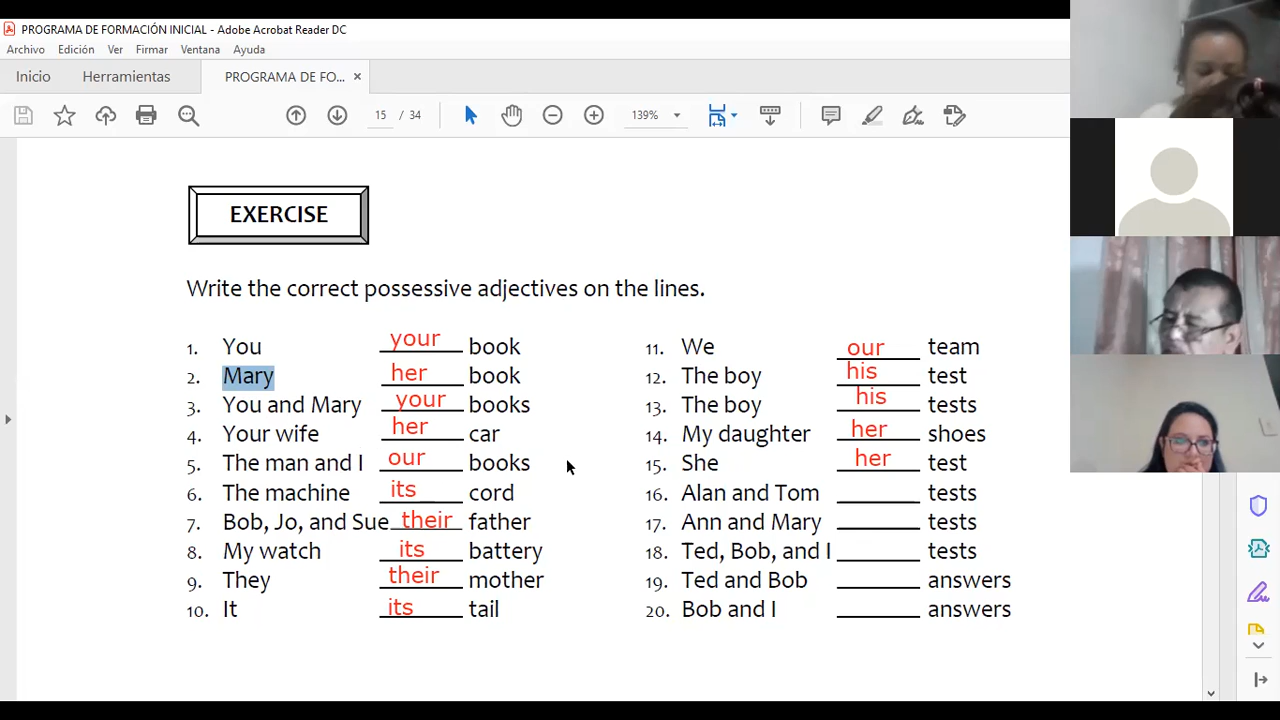 PROGRAMA DE FORMACIÓN INICIAL - Adobe Acrobat Reader DC
Archivo Edición Ver Firmar Ventana Ayuda
Inicio Herramientas PROGRAMA DE FO... ×
15 / 34 139%
EXERCISE
Write the correct possessive adjectives on the lines.
1. You your book
2. Mary her book
3. You and Mary your books
4. Your wife her car
5. The man and I our books
6. The machine its cord
7. Bob, Jo, and Sue their father
8. My watch its battery
9. They their mother
10. It its tail
11. We our team
12. The boy his test
13. The boy his tests
14. My daughter her shoes
15. She her test
16. Alan and Tom ________ tests
17. Ann and Mary ________ tests
18. Ted, Bob, and I ________ tests
19. Ted and Bob ________ answers
20. Bob and I ________ answers